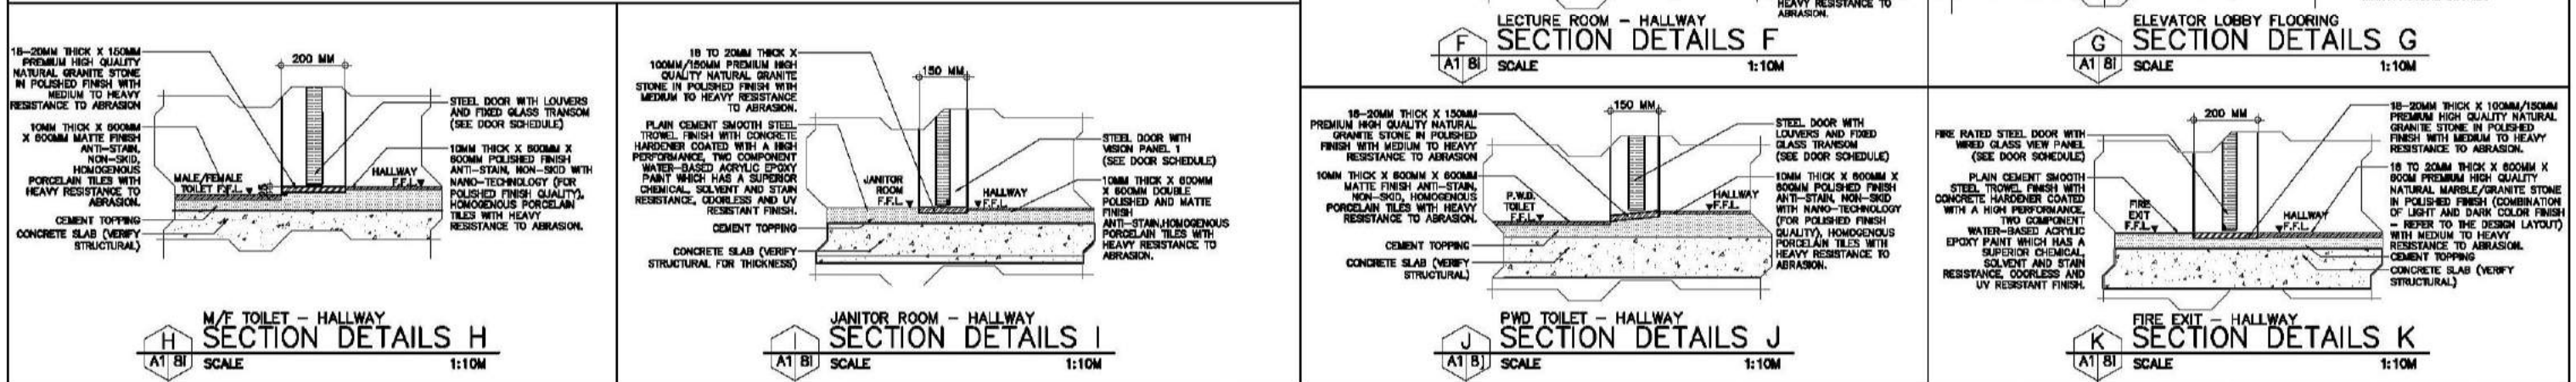 HEAVY RESISTANCE TO
ABRASION.
LECTURE ROOM - HALLWAY
F
SECTION DETAILS F
A1
SCALE
1:10M
ELEVATOR LOBBY FLOORING
G
SECTION DETAILS G
A1
SCALE
1:10M
18-20MM THICK X 150MM
PREMIUM HIGH QUALITY
NATURAL GRANITE STONE
IN POLISHED FINISH WITH
MEDIUM TO HEAVY
RESISTANCE TO ABRASION
10MM THICK X 600MM
X 600MM MATTE FINISH
ANTI-STAIN,
NON-SKID,
HOMOGENOUS
PORCELAIN TILES WITH
HEAVY RESISTANCE TO
ABRASION.
CEMENT TOPPING
CONCRETE SLAB (VERIFY
STRUCTURAL)
200 MM
MALE/FEMALE
TOILET F.F.L.
HALLWAY
F.F.L.
STEEL DOOR WITH LOUVERS
AND FIXED GLASS TRANSOM
(SEE DOOR SCHEDULE)
10MM THICK X 600MM X
600MM POLISHED FINISH
ANTI-STAIN, NON-SKID WITH
NANO-TECHNOLOGY (FOR
POLISHED FINISH QUALITY),
HOMOGENOUS PORCELAIN
TILES WITH HEAVY
RESISTANCE TO ABRASION.
M/F TOILET - HALLWAY
H
SECTION DETAILS H
A1
SCALE
1:10M
18 TO 20MM THICK X
100MM/150MM PREMIUM HIGH
QUALITY NATURAL GRANITE
STONE IN POLISHED FINISH WITH
MEDIUM TO HEAVY RESISTANCE
TO ABRASION.
PLAIN CEMENT SMOOTH STEEL
TROWEL FINISH WITH CONCRETE
HARDENER COATED WITH A HIGH
PERFORMANCE, TWO COMPONENT
WATER-BASED ACRYLIC EPOXY
PAINT WHICH HAS A SUPERIOR
CHEMICAL, SOLVENT AND STAIN
RESISTANCE, ODORLESS AND UV
RESISTANT FINISH.
CEMENT TOPPING
CONCRETE SLAB (VERIFY
STRUCTURAL FOR THICKNESS)
150 MM
JANITOR
ROOM
F.F.L.
HALLWAY
F.F.L.
STEEL DOOR WITH
VISION PANEL 1
(SEE DOOR SCHEDULE)
10MM THICK X 600MM
X 600MM DOUBLE
POLISHED AND MATTE
FINISH
ANTI-STAIN,HOMOGENOUS
PORCELAIN TILES WITH
HEAVY RESISTANCE TO
ABRASION.
JANITOR ROOM - HALLWAY
I
SECTION DETAILS I
A1
SCALE
1:10M
18-20MM THICK X 150MM
PREMIUM HIGH QUALITY NATURAL
GRANITE STONE IN POLISHED
FINISH WITH MEDIUM TO HEAVY
RESISTANCE TO ABRASION
10MM THICK X 600MM X 600MM
MATTE FINISH ANTI-STAIN,
NON-SKID, HOMOGENOUS
PORCELAIN TILES WITH HEAVY
RESISTANCE TO ABRASION.
CEMENT TOPPING
CONCRETE SLAB (VERIFY
STRUCTURAL)
150 MM
P.W.D.
TOILET
F.F.L.
HALLWAY
F.F.L.
STEEL DOOR WITH
LOUVERS AND FIXED
GLASS TRANSOM
(SEE DOOR SCHEDULE)
10MM THICK X 600MM X
600MM POLISHED FINISH
ANTI-STAIN, NON-SKID
WITH NANO-TECHNOLOGY
(FOR POLISHED FINISH
QUALITY), HOMOGENOUS
PORCELAIN TILES WITH
HEAVY RESISTANCE TO
ABRASION.
PWD TOILET - HALLWAY
J
SECTION DETAILS J
A1
SCALE
1:10M
FIRE RATED STEEL DOOR WITH
WIRED GLASS VIEW PANEL
(SEE DOOR SCHEDULE)
PLAIN CEMENT SMOOTH
STEEL TROWEL FINISH WITH
CONCRETE HARDENER COATED
WITH A HIGH PERFORMANCE,
TWO COMPONENT
WATER-BASED ACRYLIC
EPOXY PAINT WHICH HAS A
SUPERIOR CHEMICAL,
SOLVENT AND STAIN
RESISTANCE, ODORLESS AND
UV RESISTANT FINISH.
200 MM
FIRE
EXIT
F.F.L.
HALLWAY
F.F.L.
18-20MM THICK X 100MM/150MM
PREMIUM HIGH QUALITY NATURAL
GRANITE STONE IN POLISHED
FINISH WITH MEDIUM TO HEAVY
RESISTANCE TO ABRASION.
18 TO 20MM THICK X 600MM X
600M PREMIUM HIGH QUALITY
NATURAL MARBLE/GRANITE STONE
IN POLISHED FINISH (COMBINATION
OF LIGHT AND DARK COLOR FINISH
- REFER TO THE DESIGN LAYOUT)
WITH MEDIUM TO HEAVY
RESISTANCE TO ABRASION.
CEMENT TOPPING
CONCRETE SLAB (VERIFY
STRUCTURAL)
FIRE EXIT - HALLWAY
K
SECTION DETAILS K
A1
SCALE
1:10M